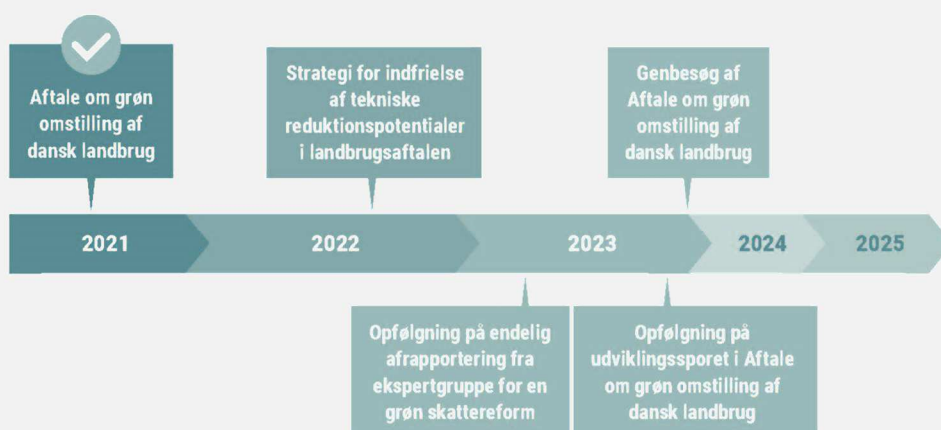 Aftale om grøn
omstilling af
dansk landbrug
Strategi for indfrielse
af tekniske
reduktionspotentialer
i landbrugsaftalen
Genbesøg af
Aftale om grøn
omstilling af
dansk landbrug
2021
2022
2023
2024
2025
Opfølgning på endelig
afrapportering fra
ekspertgruppe for en
grøn skattereform
Opfølgning på
udviklingssporet i Aftale
om grøn omstilling af
dansk landbrug